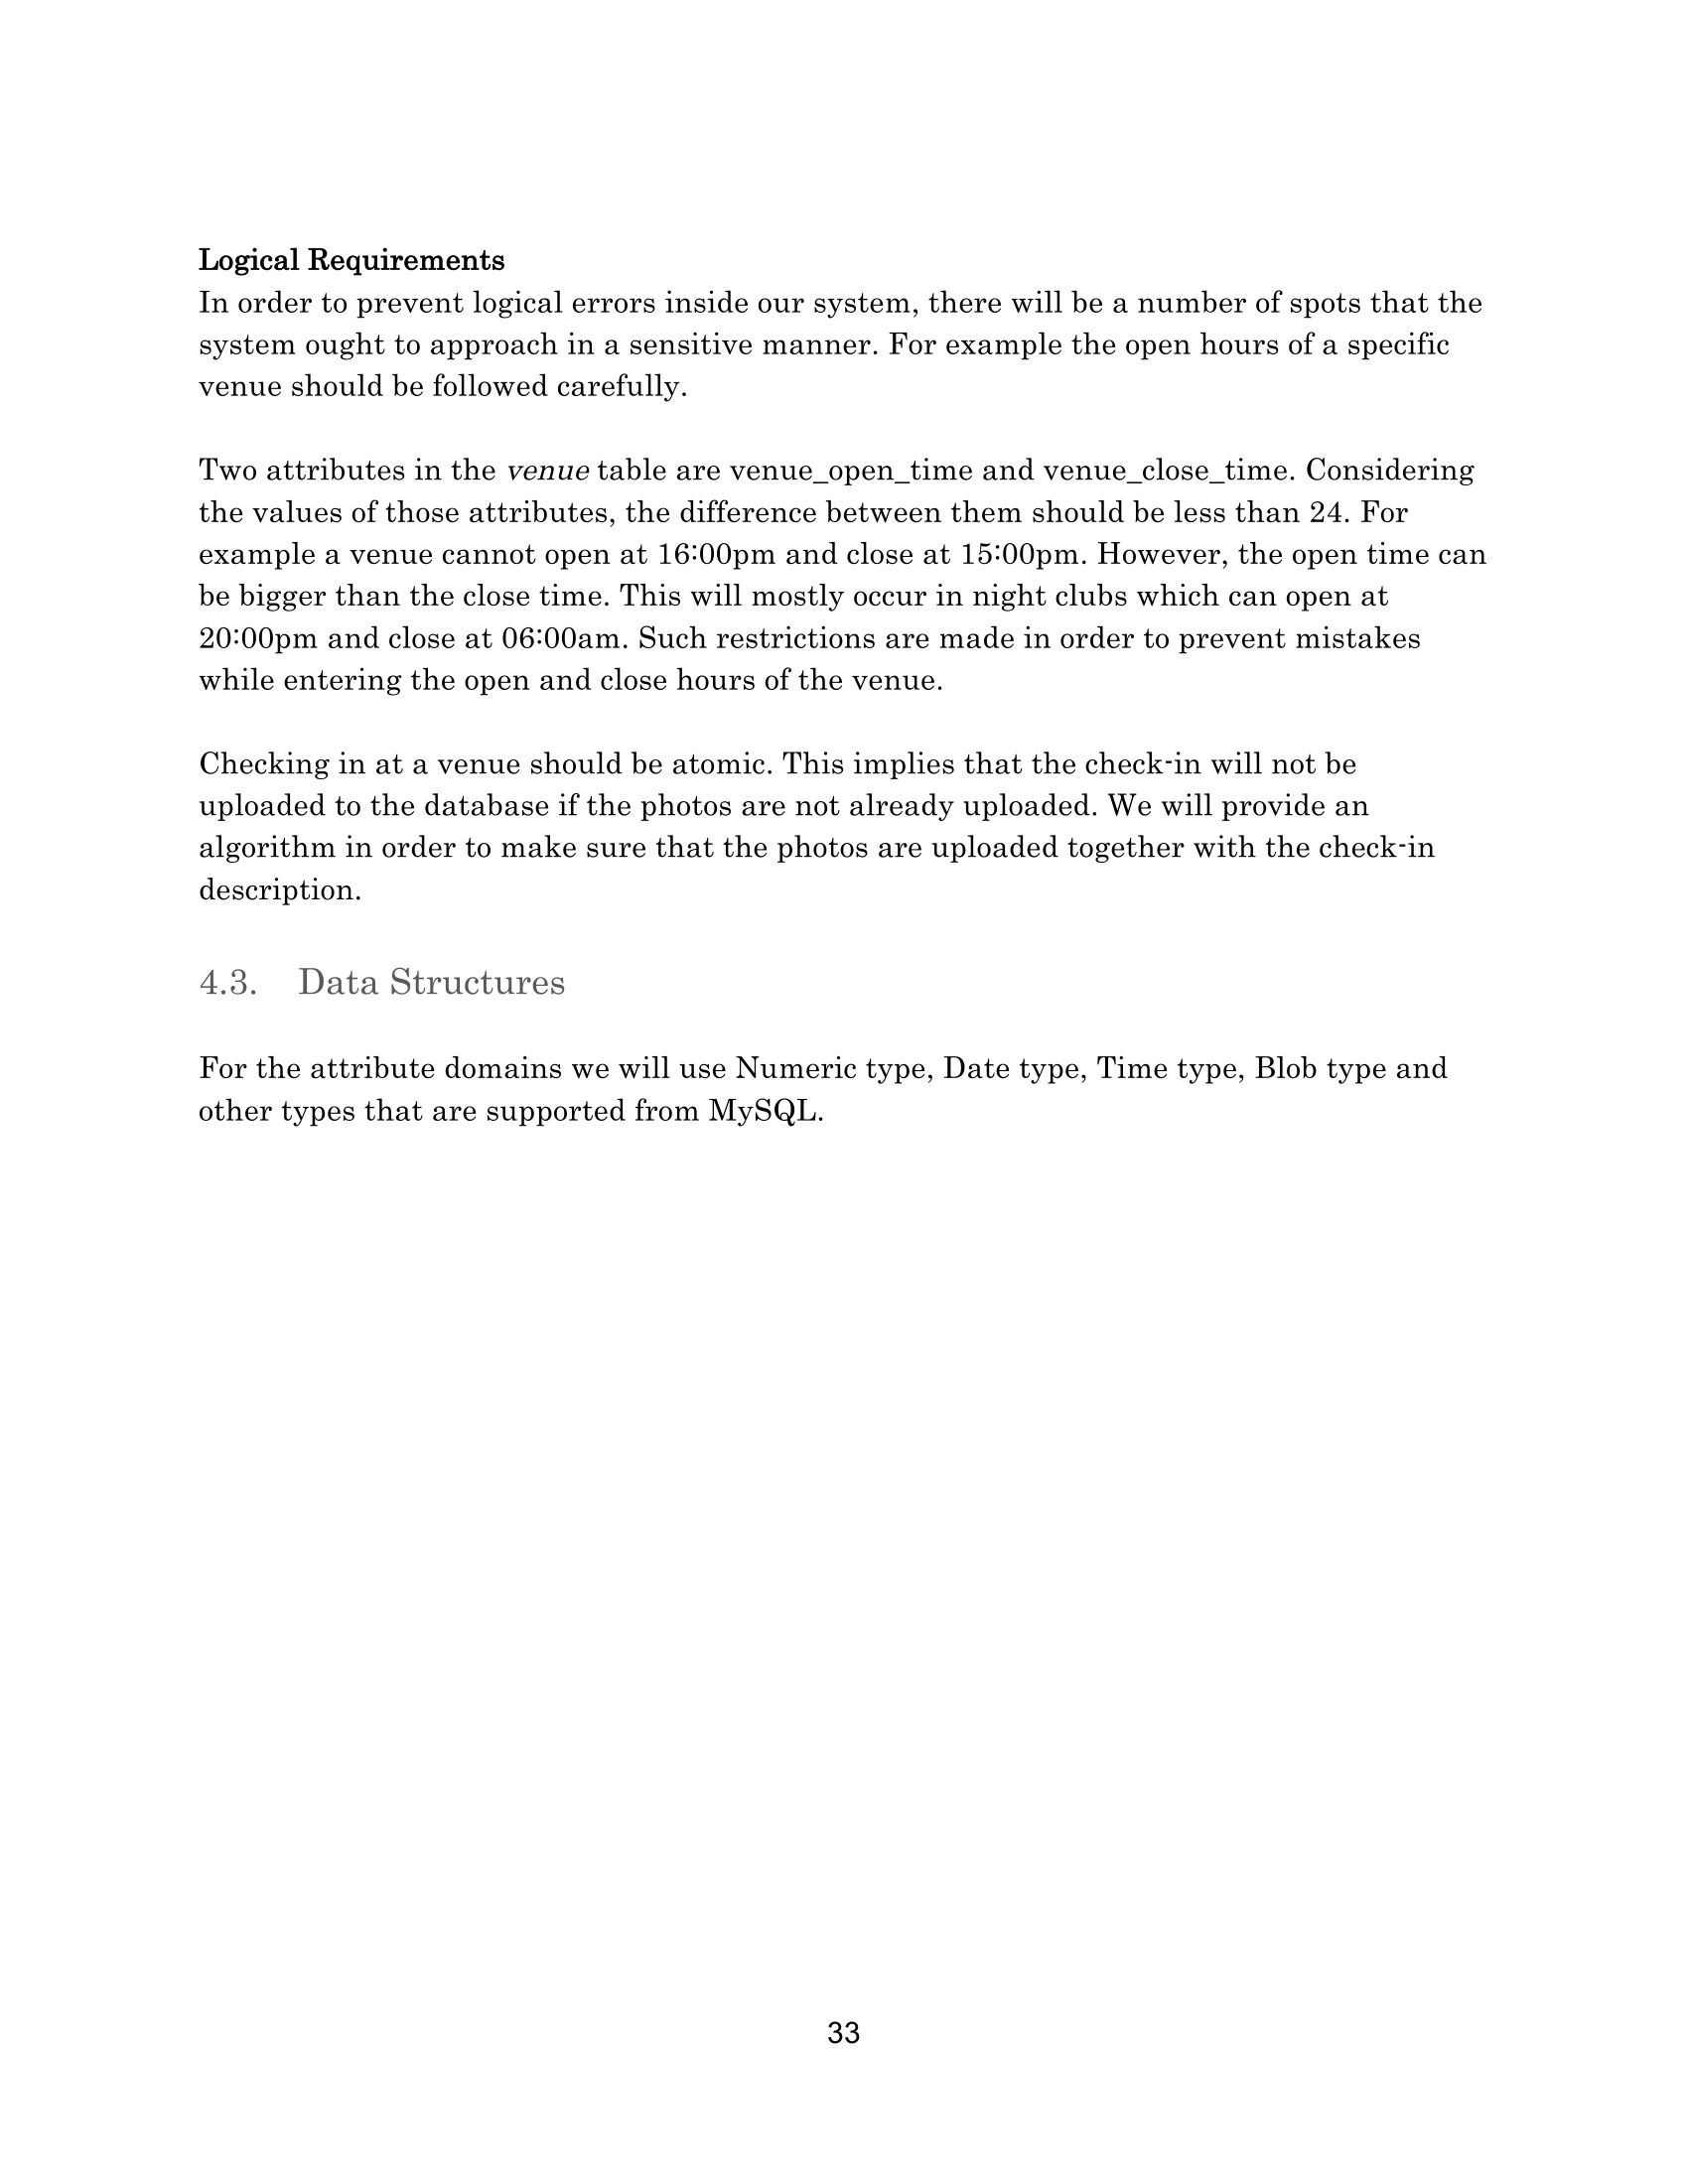 Logical Requirements
In order to prevent logical errors inside our system, there will be a number of spots that the
system ought to approach in a sensitive manner. For example the open hours of a specific
venue should be followed carefully.
Two attributes in the venue table are venue_open_time and venue_close_time. Considering
the values of those attributes, the difference between them should be less than 24. For
example a venue cannot open at 16:00pm and close at 15:00pm. However, the open time can
be bigger than the close time. This will mostly occur in night clubs which can open at
20:00pm and close at 06:00am. Such restrictions are made in order to prevent mistakes
while entering the open and close hours of the venue.
Checking in at a venue should be atomic. This implies that the check-in will not be
uploaded to the database if the photos are not already uploaded. We will provide an
algorithm in order to make sure that the photos are uploaded together with the check-in
description.
4.3. Data Structures
For the attribute domains we will use Numeric type, Date type, Time type, Blob type and
other types that are supported from MySQL.
33